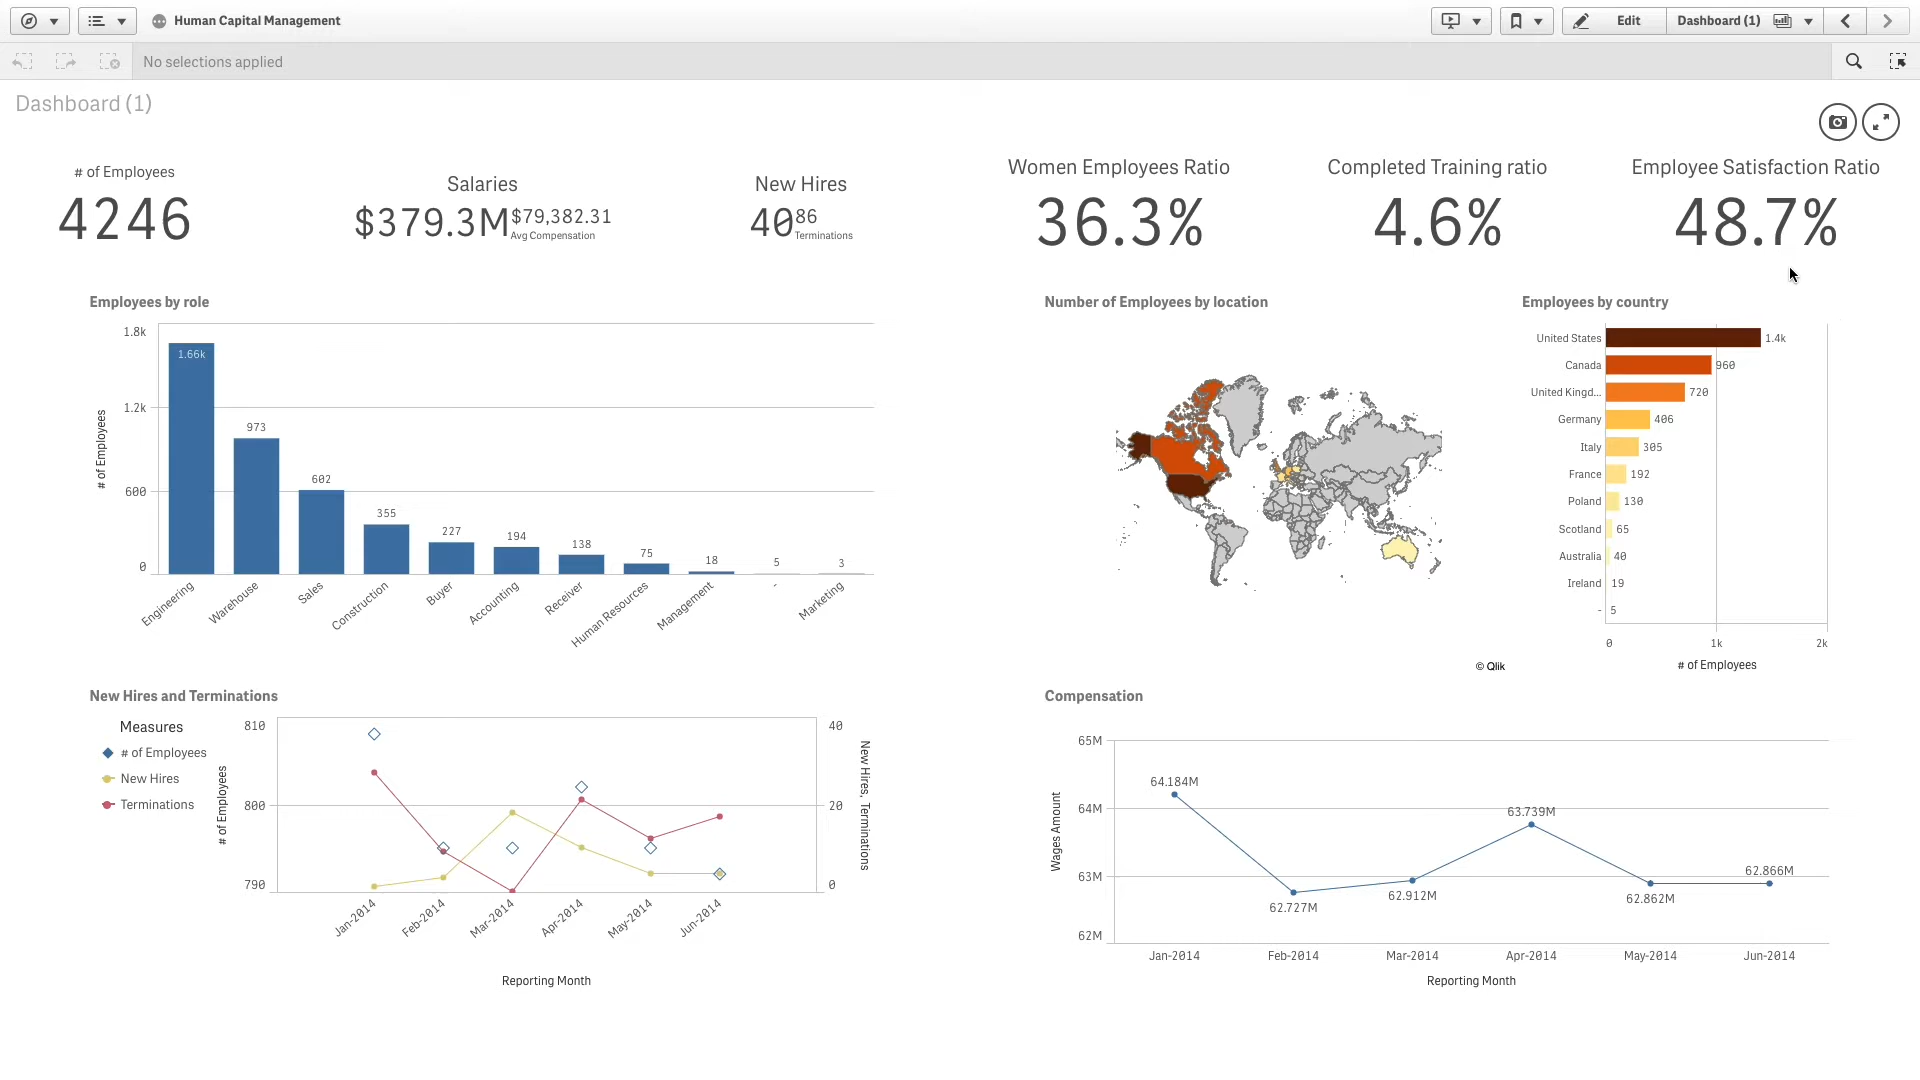 Human Capital Management
Edit
Dashboard (1)
No selections applied
Dashboard (1)
# of Employees
4246
Salaries
$379.3M
$79,382.31
Avg Compensation
New Hires
40
86
Terminations
Women Employees Ratio
36.3%
Completed Training ratio
4.6%
Employee Satisfaction Ratio
48.7%
Employees by role
# of Employees
1.8k
1.2k
600
0
1.66k
973
602
355
227
194
138
75
18
5
3
Engineering
Warehouse
Sales
Construction
Buyer
Accounting
Receiver
Human Resources
Management
-
Marketing
Number of Employees by location
© Qlik
Employees by country
United States 1.4k
Canada 960
United Kingd... 720
Germany 406
Italy 305
France 192
Poland 130
Scotland 65
Australia 40
Ireland 19
- 5
0 1k 2k
# of Employees
New Hires and Terminations
Measures
# of Employees
New Hires
Terminations
# of Employees
810
800
790
40
20
0
New Hires, Terminations
Jan-2014
Feb-2014
Mar-2014
Apr-2014
May-2014
Jun-2014
Reporting Month
Compensation
Wages Amount
65M
64M
63M
62M
64.184M
62.727M
62.912M
63.739M
62.862M
62.866M
Jan-2014
Feb-2014
Mar-2014
Apr-2014
May-2014
Jun-2014
Reporting Month